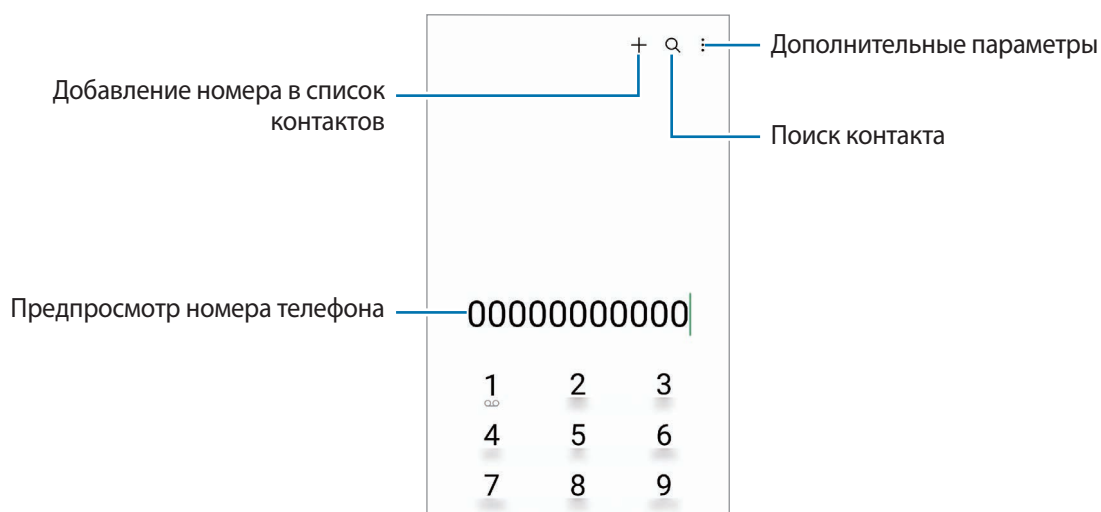 Дополнительные параметры
Добавление номера в список
контактов
Поиск контакта
Предпросмотр номера телефона
00000000000
1 2 3
4 5 6
7 8 9